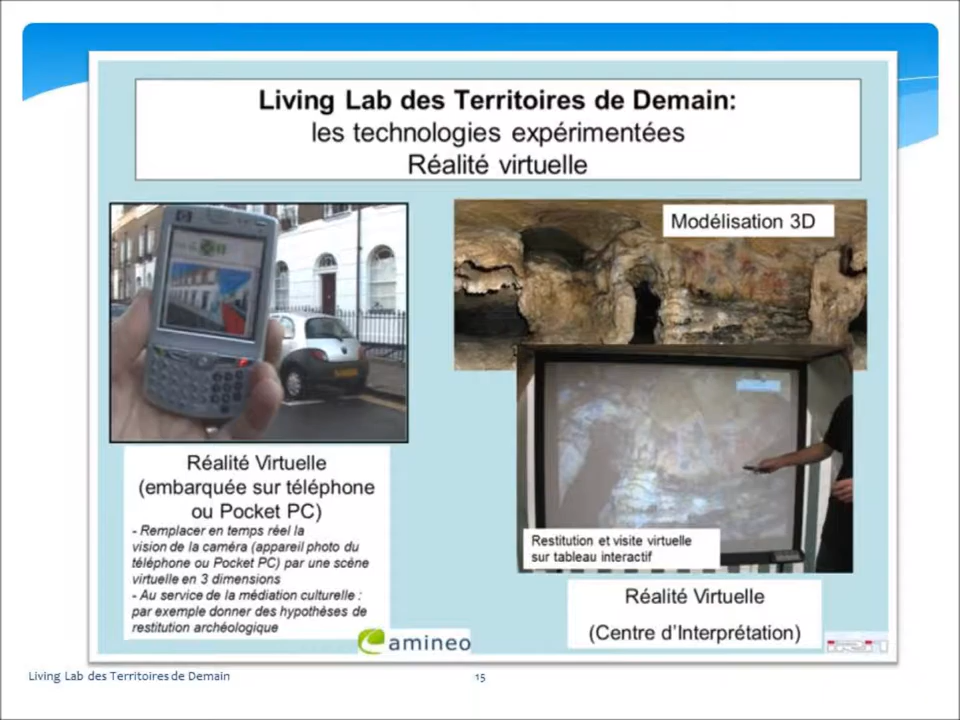 Living Lab des Territoires de Demain:
les technologies expérimentées
Réalité virtuelle
Modélisation 3D
Réalité Virtuelle
(embarquée sur téléphone
ou Pocket PC)
- Remplacer en temps réel la
vision de la caméra (appareil photo du
téléphone ou Pocket PC) par une scène
virtuelle en 3 dimensions
- Au service de la médiation culturelle :
par exemple donner des hypothèses de
restitution archéologique
amineo
Restitution et visite virtuelle
sur tableau interactif
Réalité Virtuelle
(Centre d'Interprétation)
Living Lab des Territoires de Demain
15